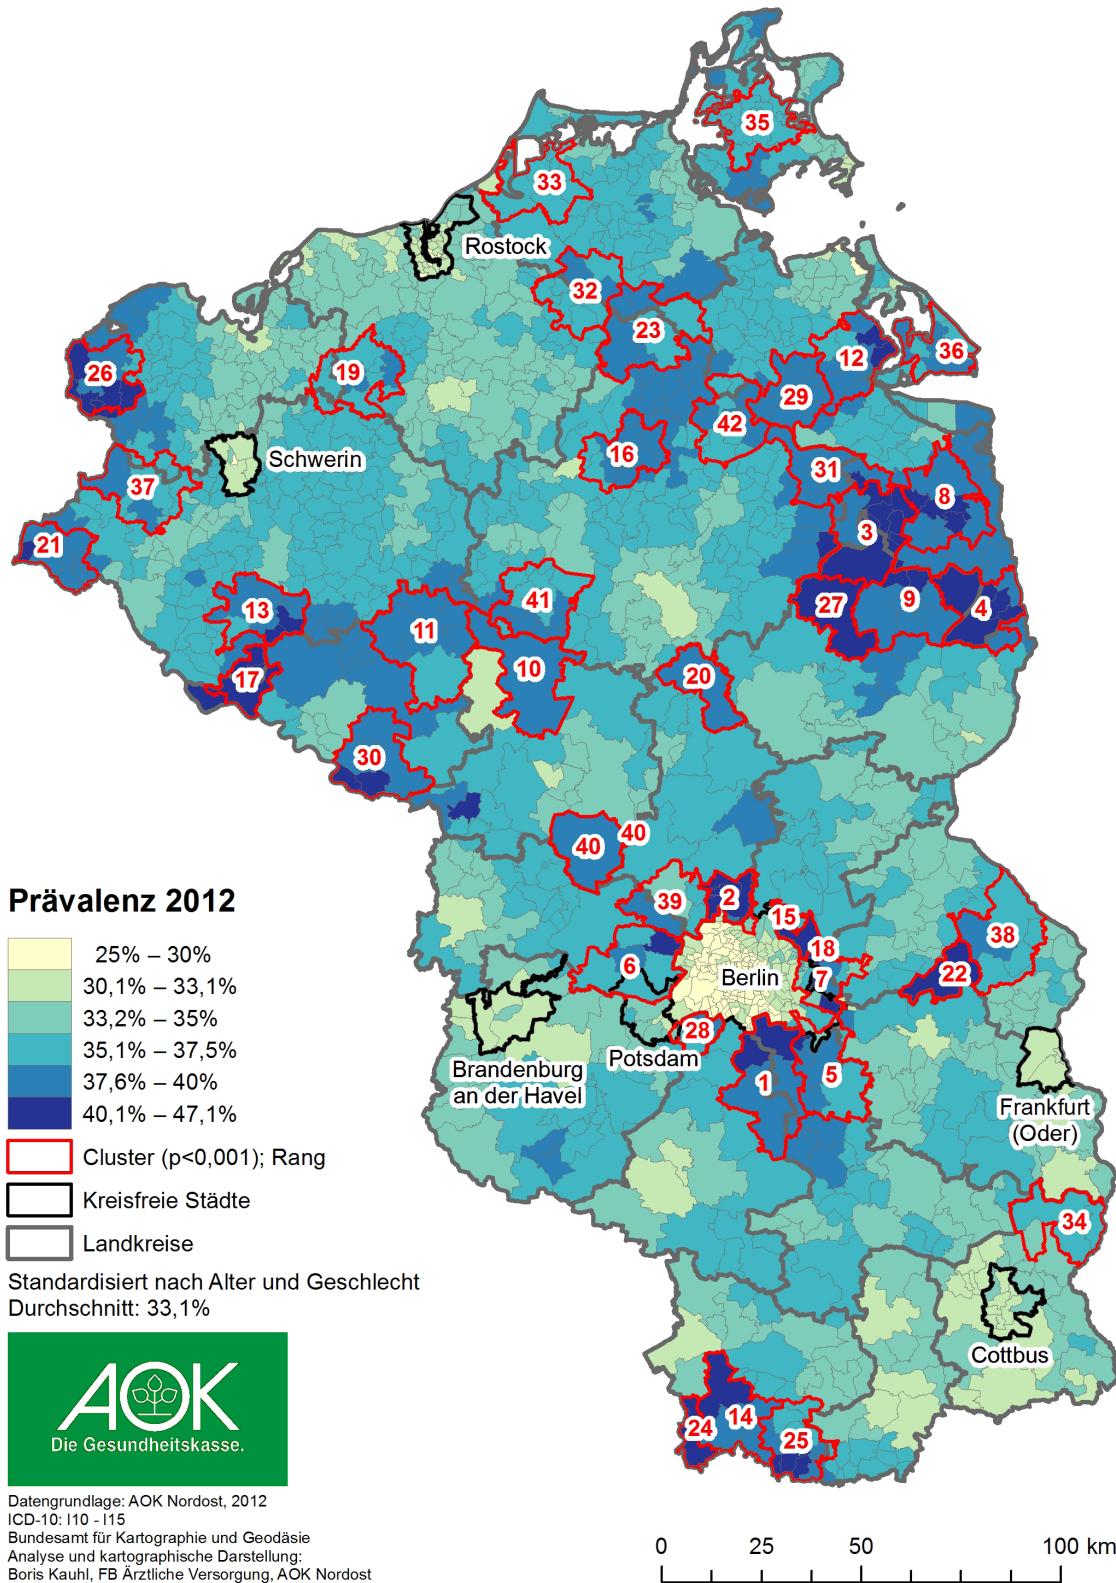 35
33
Rostock
32
23
12
36
26
19
29
42
16
Schwerin
31
37
8
3
21
41
27
9
4
13
11
10
17
20
30
40
40
39
2
15
38
18
6
Berlin
7
22
28
Potsdam
Brandenburg
an der Havel
1
5
Frankfurt
(Oder)
34
Cottbus
24
14
25
Prävalenz 2012
25% – 30%
30,1% – 33,1%
33,2% – 35%
35,1% – 37,5%
37,6% – 40%
40,1% – 47,1%
Cluster (p<0,001); Rang
Kreisfreie Städte
Landkreise
Standardisiert nach Alter und Geschlecht
Durchschnitt: 33,1%
AOK
Die Gesundheitskasse.
Datengrundlage: AOK Nordost, 2012
ICD-10: I10 - I15
Bundesamt für Kartographie und Geodäsie
Analyse und kartographische Darstellung:
Boris Kauhl, FB Ärztliche Versorgung, AOK Nordost
0 25 50 100 km